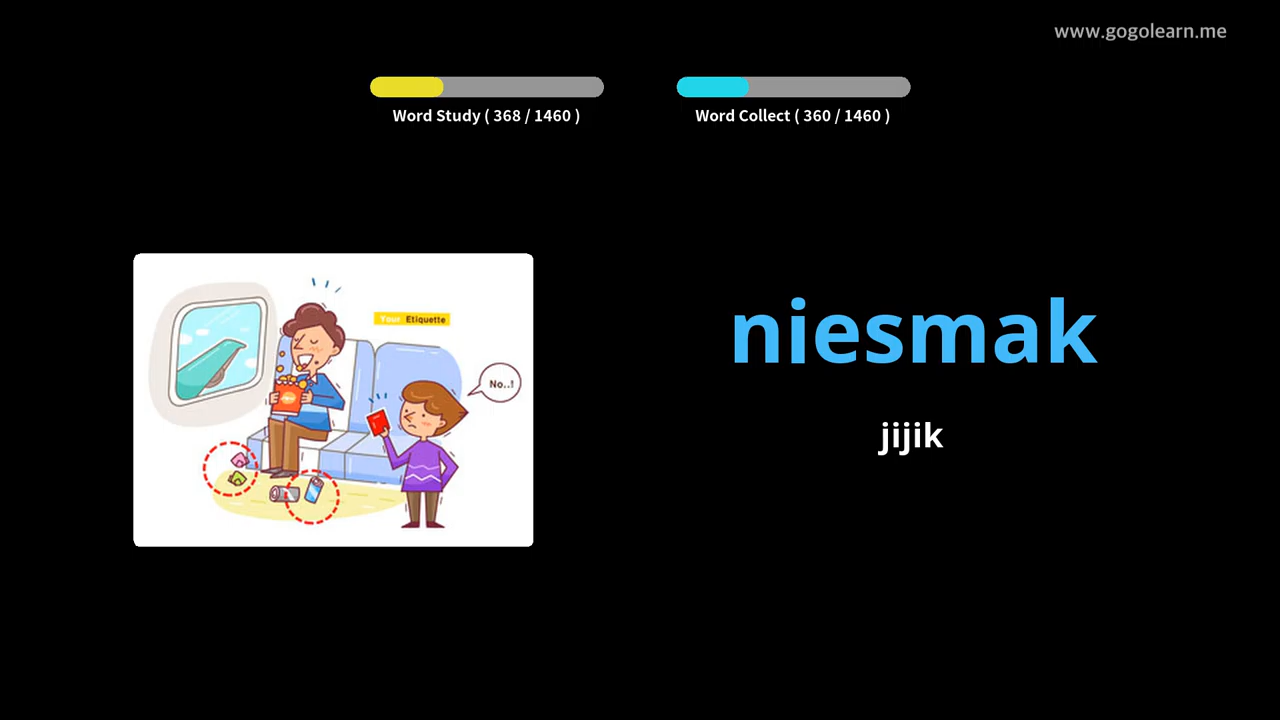 www.gogolearn.me
Word Study ( 368 / 1460 )
Word Collect ( 360 / 1460 )
Your Etiquette
No..!
niesmak
jijik